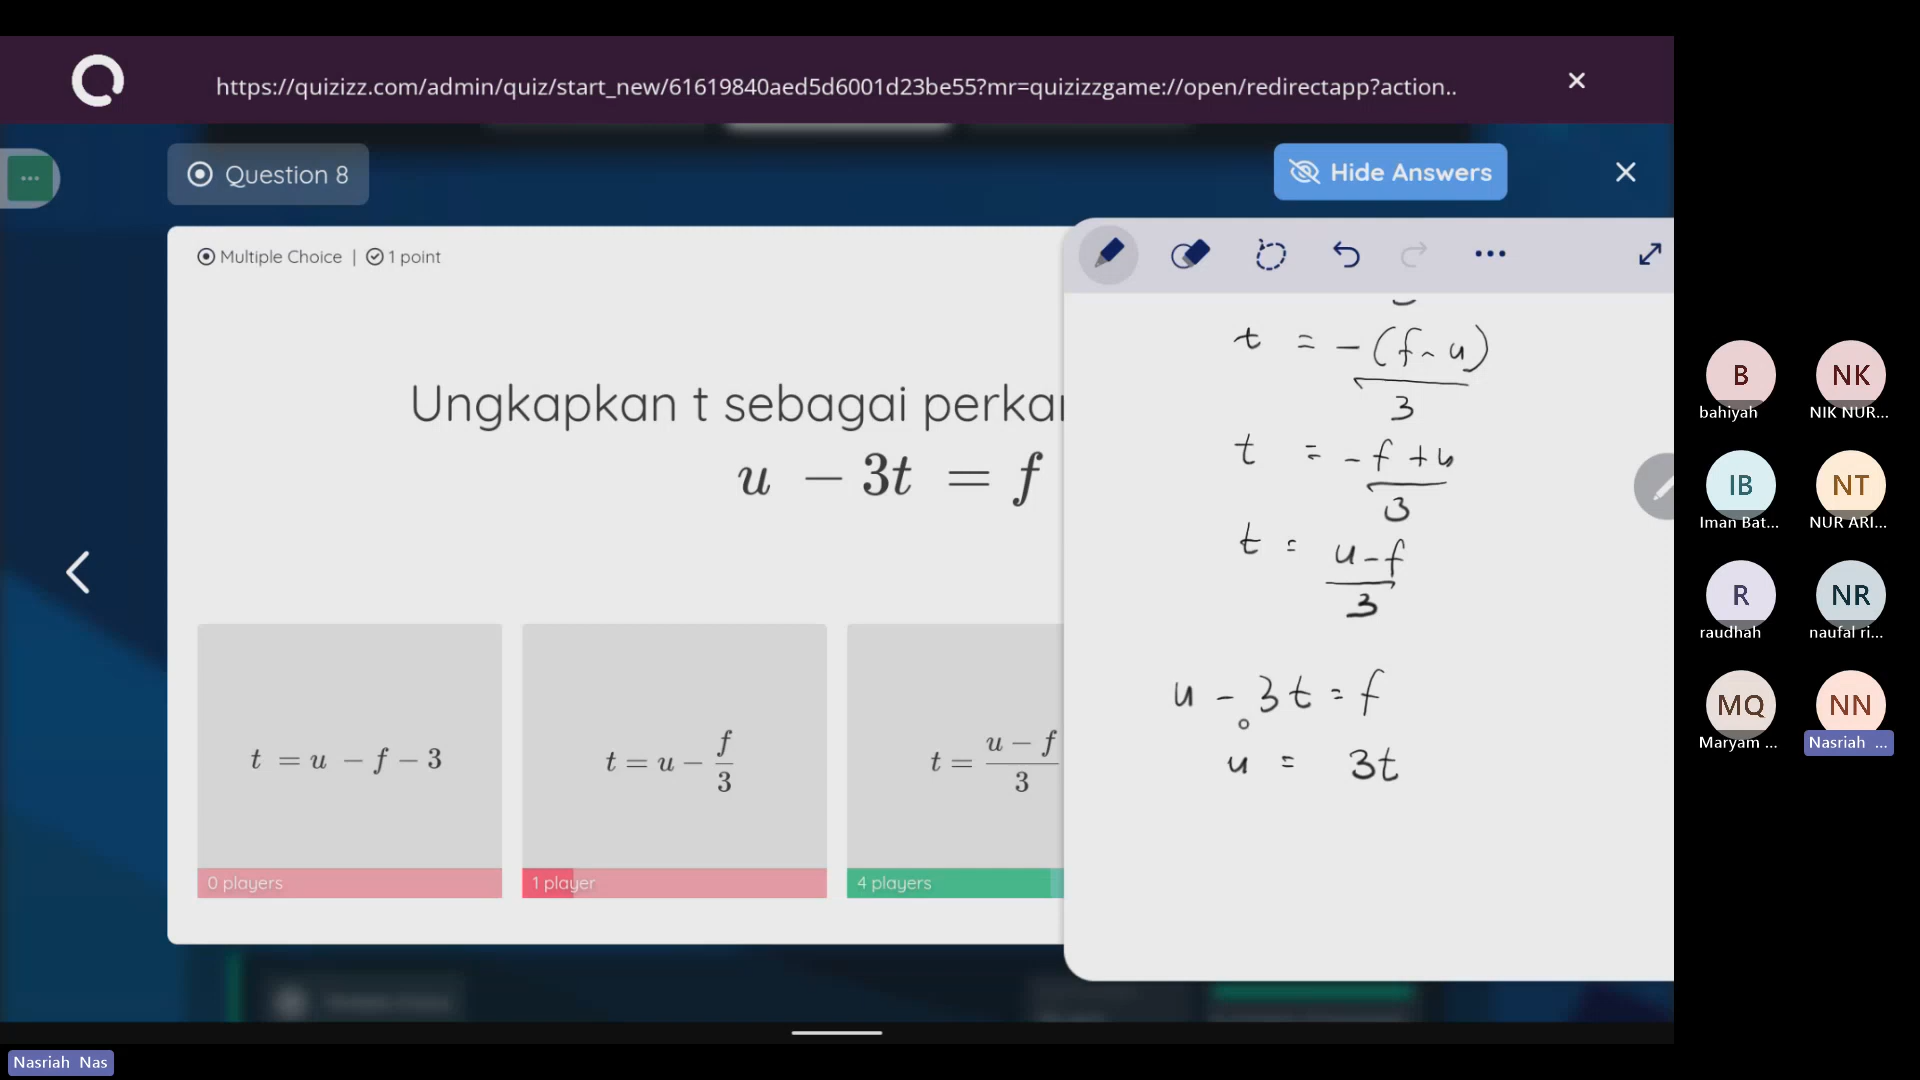 https://quizizz.com/admin/quiz/start_new/61619840aed5d6001d23be55?mr=quizizzgame://open/redirectapp?action..
Question 8
Hide Answers
Multiple Choice | 1 point
Ungkapkan t sebagai perkar
u − 3t = f
t = u − f − 3
t = u − f/3
t = (u − f)/3
0 players
1 player
4 players
t = -(f - u)/3
t = -f + u/3
t = u - f/3
u - 3t = f
u = 3t
B
bahiyah
NK
NIK NUR...
IB
Iman Bat...
NT
NUR ARI...
R
raudhah
NR
naufal ri...
MQ
Maryam ...
NN
Nasriah ...
Nasriah Nas